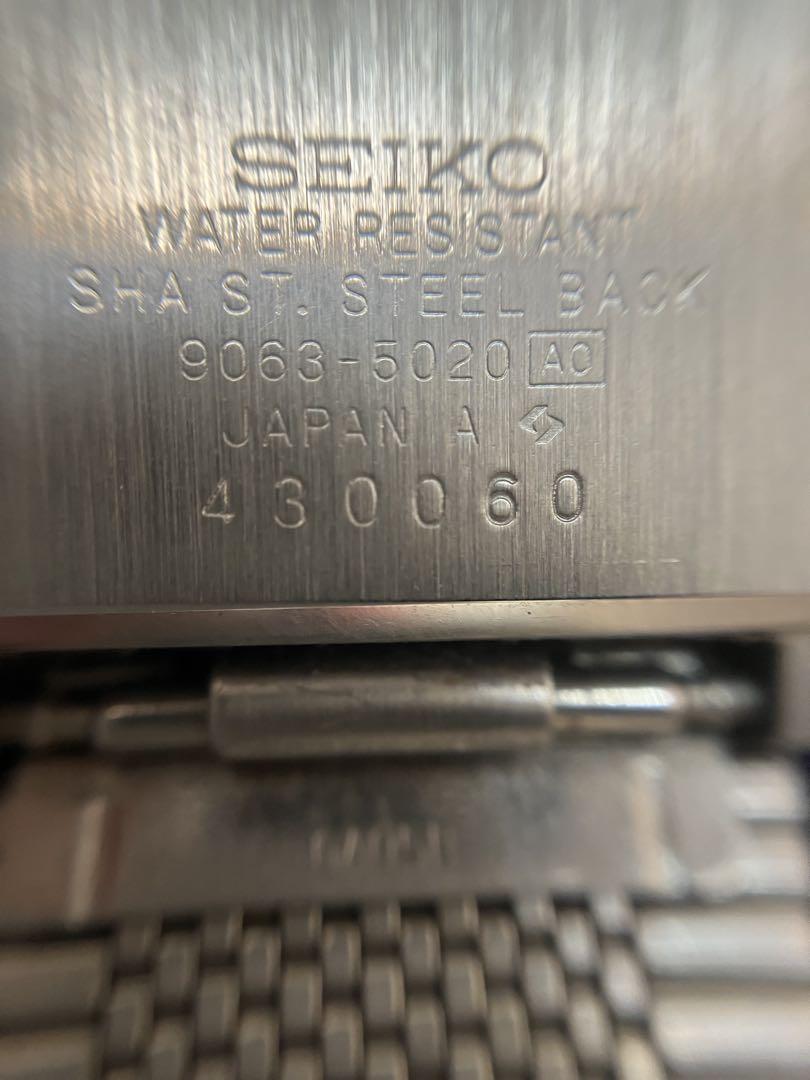 SEIKO
WATER RESISTANT
SHA ST. STEEL BACK
9063-5020 AO
JAPAN A
430060